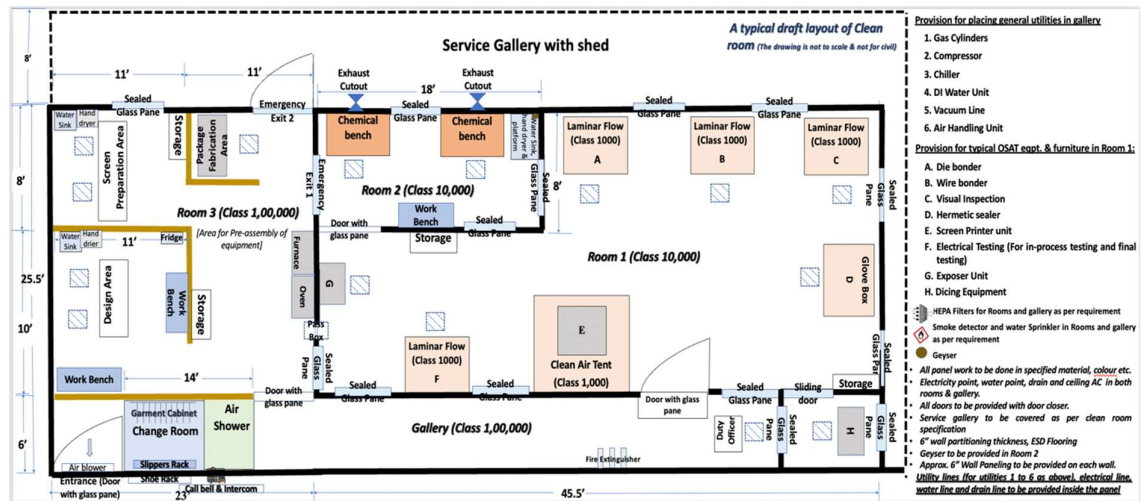 A typical draft layout of Clean
room (The drawing is not to scale & not for civil)
Service Gallery with shed
8'
11'
11'
18'
Exhaust
Cutout
Exhaust
Cutout
Sealed
Glass Pane
Emergency
Exit 2
Sealed
Glass Pane
Sealed
Glass Pane
Sealed
Glass Pane
Water
Sink
Hand
dryer
Screen
Preparation Area
Storage
Package
Fabrication
Area
Chemical
bench
Chemical
bench
Water Sink,
hand dryer &
platform
Sealed
Glass Pane
8'
8'
Laminar Flow
(Class 1000)
A
Laminar Flow
(Class 1000)
B
Laminar Flow
(Class 1000)
C
Sealed
Glass
Pane
Emergency
Exit 1
Room 2 (Class 10,000)
Room 3 (Class 1,00,000)
[Area for Pre-assembly of
equipment]
Work
Bench
Door with
glass pane
Sealed
Glass Pane
Storage
Room 1 (Class 10,000)
Water
Sink
Hand
drier
11'
Fridge
25.5'
10'
Design Area
Work
Bench
Storage
Furnace
Oven
G
Pass
Box
Sealed
Glass
Pane
Glove Box
D
E
Clean Air Tent
(Class 1,000)
Laminar Flow
(Class 1000)
F
Sealed
Glass Pane
Work Bench
14'
Door with
glass pane
Sealed
Glass Pane
Sealed
Glass Pane
Door with glass
pane
Sealed
Glass Pane
Sliding
door
Storage
6'
Garment Cabinet
Change Room
Air
Shower
Gallery (Class 1,00,000)
Duty
Officer
Sealed
Glass
Pane
H
Sealed
Glass
Pane
Fire Extinguisher
Air blower
Entrance (Door
with glass pane)
Slippers Rack
Shoe Rack
Call bell & Intercom
23'
45.5'
Provision for placing general utilities in gallery
1. Gas Cylinders
2. Compressor
3. Chiller
4. DI Water Unit
5. Vacuum Line
6. Air Handling Unit
Provision for typical OSAT eqpt. & furniture in Room 1:
A. Die bonder
B. Wire bonder
C. Visual Inspection
D. Hermetic sealer
E. Screen Printer unit
F. Electrical Testing (For in-process testing and final
testing)
G. Exposer Unit
H. Dicing Equipment
HEPA Filters for Rooms and gallery as per requirement
Smoke detector and water Sprinkler in Rooms and gallery
as per requirement
Geyser
• All panel work to be done in specified material, colour etc.
• Electricity point, water point, drain and ceiling AC in both
rooms & gallery.
• All doors to be provided with door closer.
• Service gallery to be covered as per clean room
specification
• 6" wall partitioning thickness, ESD Flooring
• Geyser to be provided in Room 2
• Approx. 6" Wall Paneling to be provided on each wall.
Utility lines (for utilities 1 to 6 as above), electrical line,
water line and drain line to be provided inside the panel